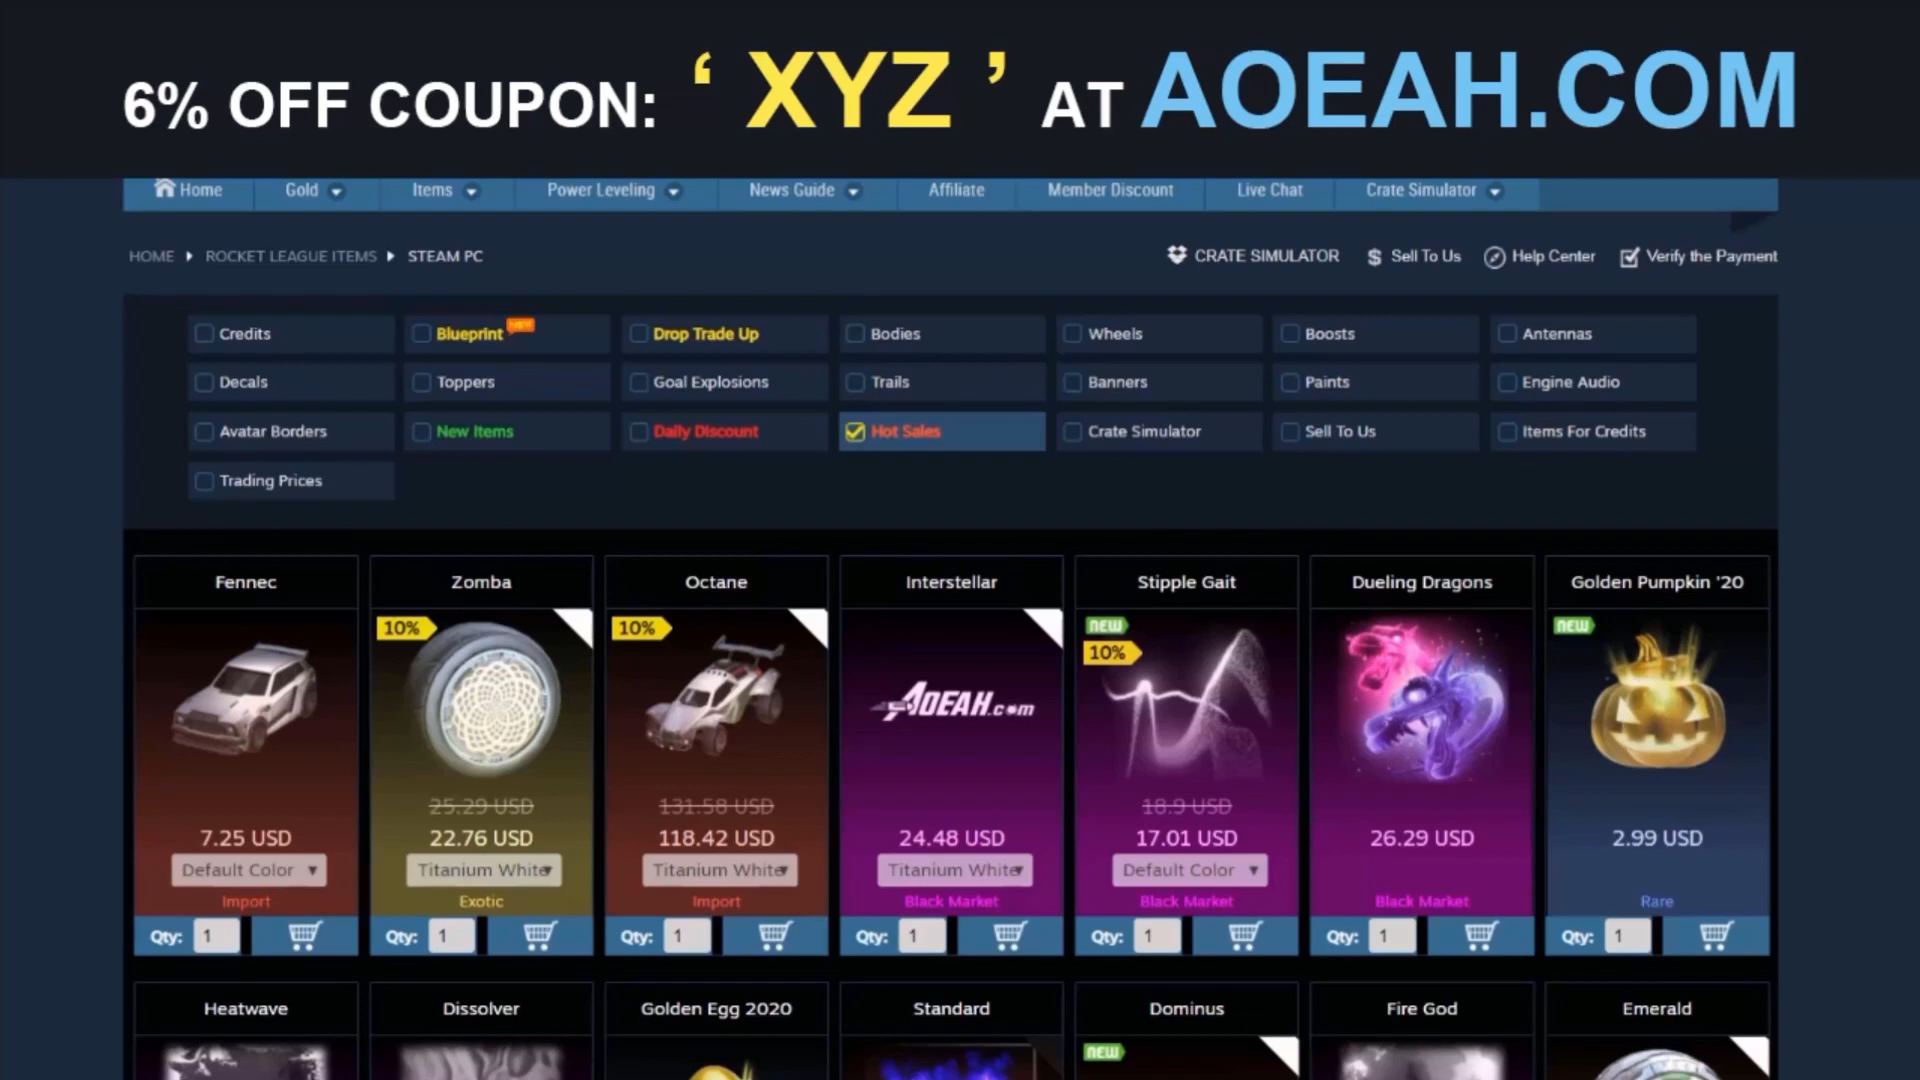 6% OFF COUPON: ‘ XYZ ’ AT AOEAH.COM
Home Gold Items Power Leveling News Guide Affiliate Member Discount Live Chat Crate Simulator
HOME ROCKET LEAGUE ITEMS STEAM PC
CRATE SIMULATOR $ Sell To Us Help Center Verify the Payment
Credits Blueprint NEW Drop Trade Up Bodies Wheels Boosts Antennas
Decals Toppers Goal Explosions Trails Banners Paints Engine Audio
Avatar Borders New Items Daily Discount Hot Sales Crate Simulator Sell To Us Items For Credits
Trading Prices
Fennec Zomba Octane Interstellar Stipple Gait Dueling Dragons Golden Pumpkin '20
10% 10% NEW NEW
10%
AOEAH.com
25.29 USD 131.58 USD 18.9 USD
7.25 USD 22.76 USD 118.42 USD 24.48 USD 17.01 USD 26.29 USD 2.99 USD
Default Color Titanium White Titanium White Titanium White Default Color
Import Exotic Import Black Market Black Market Black Market Rare
Qty: 1 Qty: 1 Qty: 1 Qty: 1 Qty: 1 Qty: 1 Qty: 1
Heatwave Dissolver Golden Egg 2020 Standard Dominus Fire God Emerald
NEW